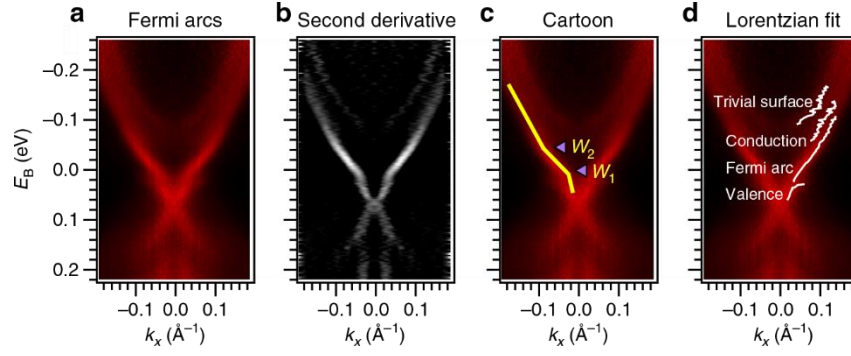 a Fermi arcs
b Second derivative
c Cartoon
d Lorentzian fit
E_B (eV)
−0.2
−0.1
0.0
0.1
0.2
W_2
W_1
Trivial surface
Conduction
Fermi arc
Valence
−0.1 0.0 0.1
−0.1 0.0 0.1
−0.1 0.0 0.1
−0.1 0.0 0.1
k_x (Å⁻¹)
k_x (Å⁻¹)
k_x (Å⁻¹)
k_x (Å⁻¹)